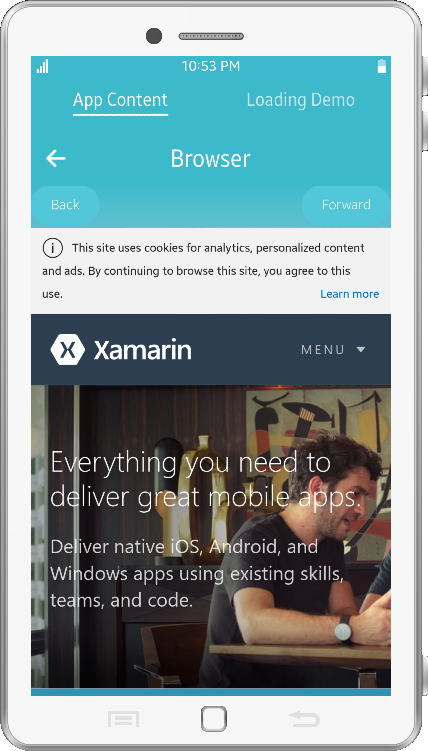 10:53 PM
App Content Loading Demo
Browser
Back Forward
This site uses cookies for analytics, personalized content
and ads. By continuing to browse this site, you agree to this
use. Learn more
Xamarin MENU
Everything you need to
deliver great mobile apps.
Deliver native iOS, Android, and
Windows apps using existing skills,
teams, and code.